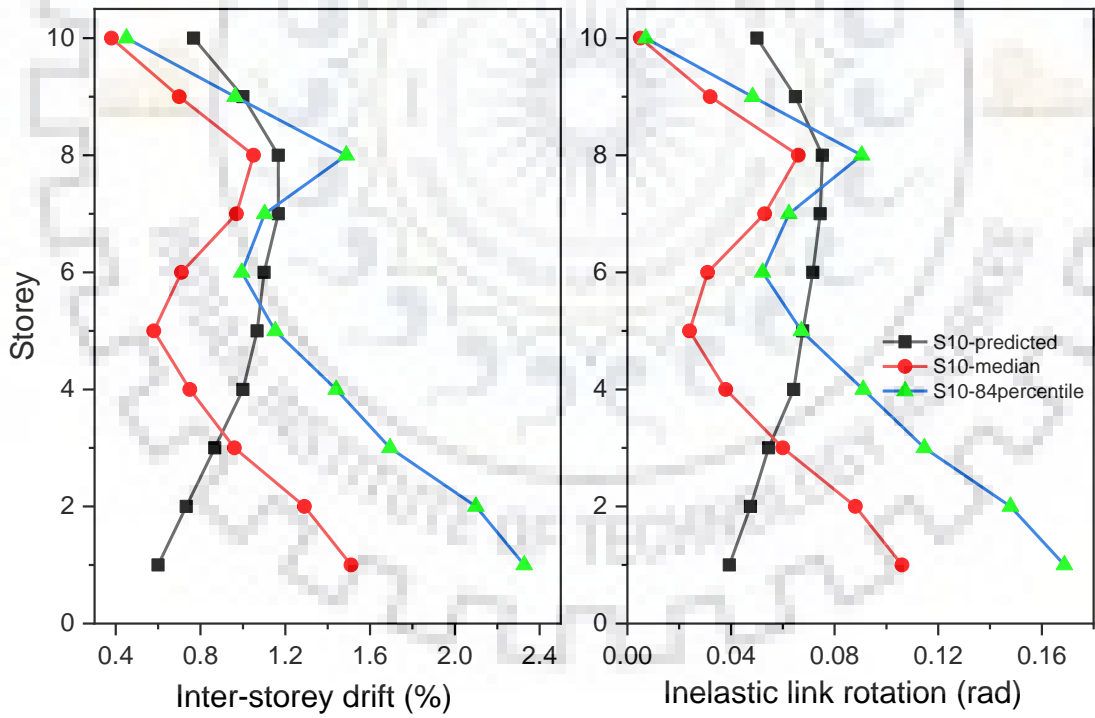 10
8
6
4
2
0
Storey
0.4 0.8 1.2 1.6 2.0 2.4
Inter-storey drift (%)
10
8
6
4
2
0
S10-predicted
S10-median
S10-84percentile
0.00 0.04 0.08 0.12 0.16
Inelastic link rotation (rad)